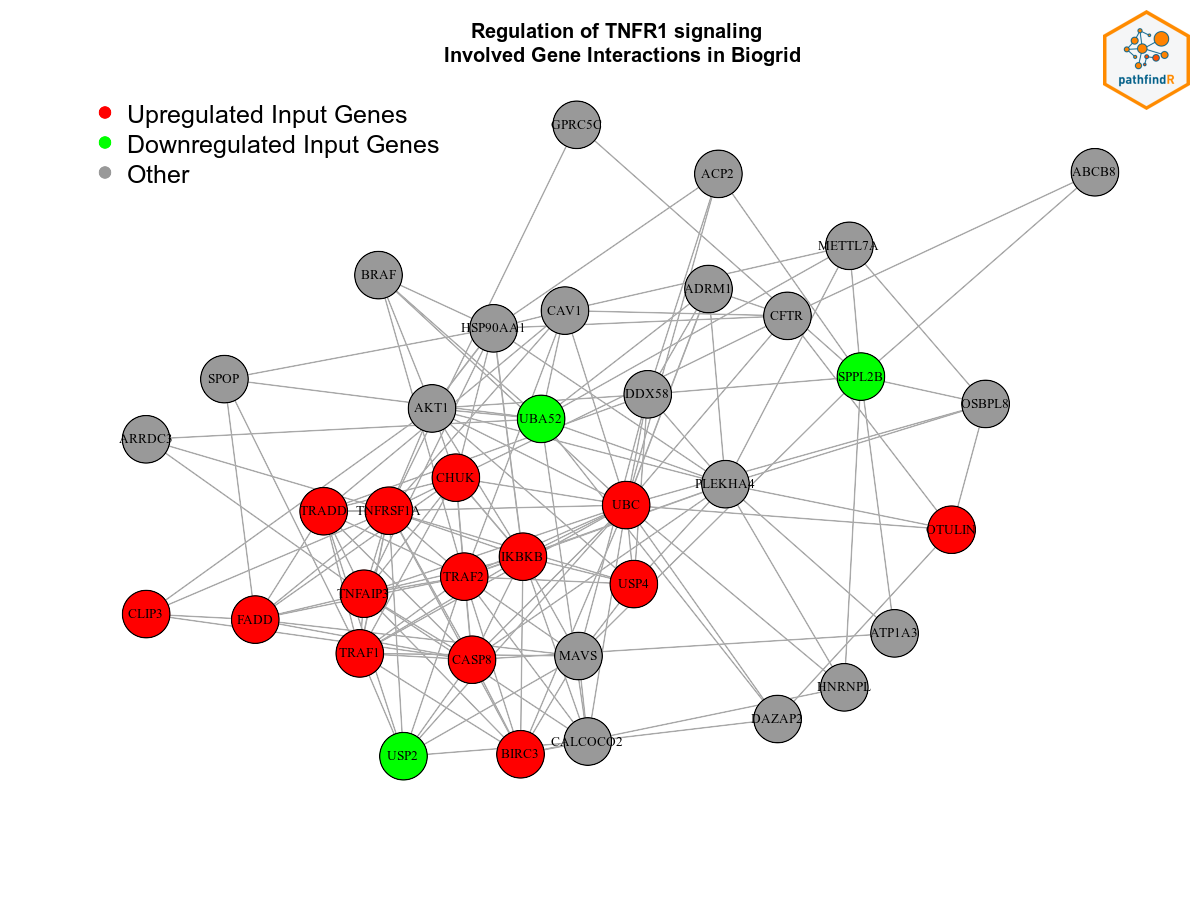 Regulation of TNFR1 signaling
Involved Gene Interactions in Biogrid
pathfindR
Upregulated Input Genes
Downregulated Input Genes
Other
GPRC5C
ACP2
ABCB8
METTL7A
BRAF
ADRM1
CAV1
CFTR
HSP90AA1
SPOP
SPPL2B
DDX58
OSBPL8
AKT1
UBA52
ARRDC3
CHUK
PLEKHA4
UBC
TRADD
TNFRSF1A
OTULIN
IKBKB
TRAF2
USP4
TNFAIP3
CLIP3
FADD
ATP1A3
TRAF1
CASP8
MAVS
HNRNPL
DAZAP2
CALCOCO2
BIRC3
USP2